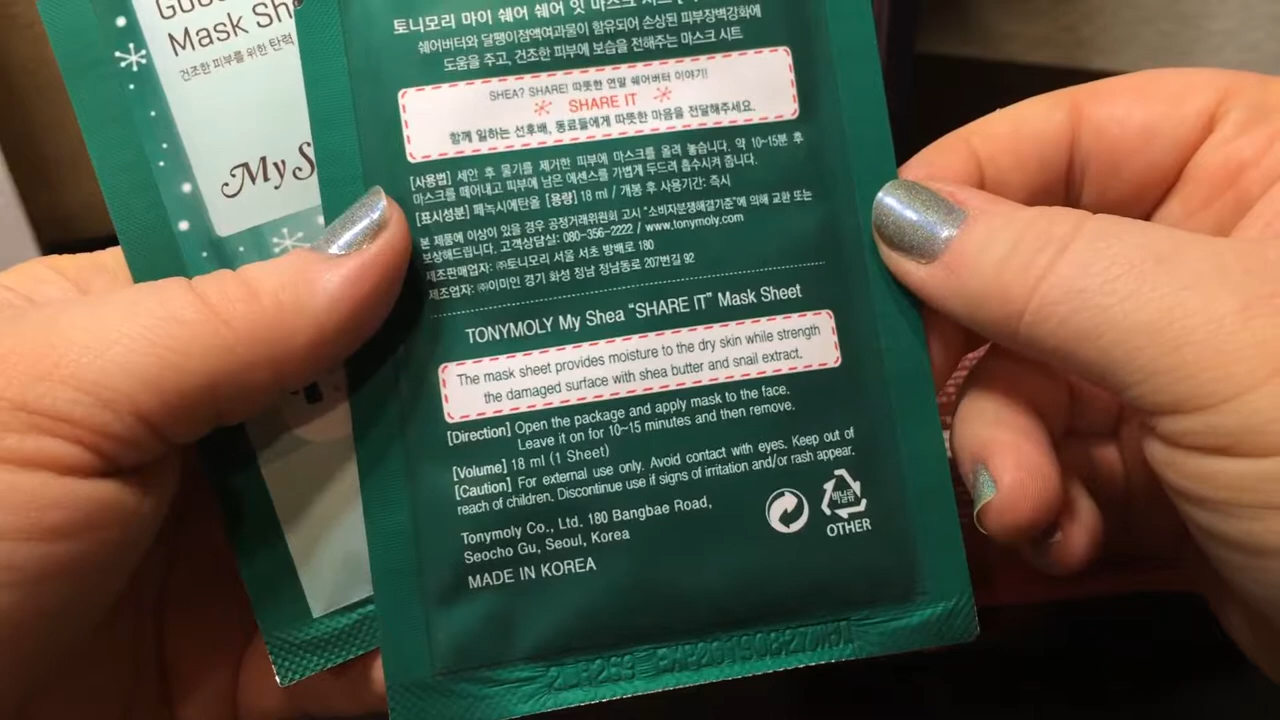 Mask Sh
건조한 피부를 위한 탄력
My S
토니모리 마이 쉐어 쉐어 잇 마스크 시트
쉐어버터와 달팽이점액여과물이 함유되어 손상된 피부장벽강화에
도움을 주고, 건조한 피부에 보습을 전해주는 마스크 시트
SHEA? SHARE! 따뜻한 연말 쉐어버터 이야기!
SHARE IT
함께 일하는 선후배, 동료들에게 따뜻한 마음을 전달해주세요.
[사용법] 세안 후 물기를 제거한 피부에 마스크를 올려 놓습니다. 약 10~15분 후
마스크를 떼어내고 피부에 남은 에센스를 가볍게 두드려 흡수시켜 줍니다.
[표시성분] 페녹시에탄올 [용량] 18 ml / 개봉 후 사용기간: 즉시
본 제품에 이상이 있을 경우 공정거래위원회 고시 "소비자분쟁해결기준"에 의해 교환 또는
보상해드립니다. 고객상담실: 080-356-2222 / www.tonymoly.com
제조판매업자: ㈜토니모리 서울 서초 방배로 180
제조업자: ㈜이미인 경기 화성 정남 정남동로 207번길 92
TONYMOLY My Shea “SHARE IT” Mask Sheet
The mask sheet provides moisture to the dry skin while strength
the damaged surface with shea butter and snail extract.
[Direction] Open the package and apply mask to the face.
Leave it on for 10~15 minutes and then remove.
[Volume] 18 ml (1 Sheet)
[Caution] For external use only. Avoid contact with eyes. Keep out of
reach of children. Discontinue use if signs of irritation and/or rash appear.
Tonymoly Co., Ltd. 180 Bangbae Road,
Seocho Gu, Seoul, Korea
MADE IN KOREA
비닐류
OTHER